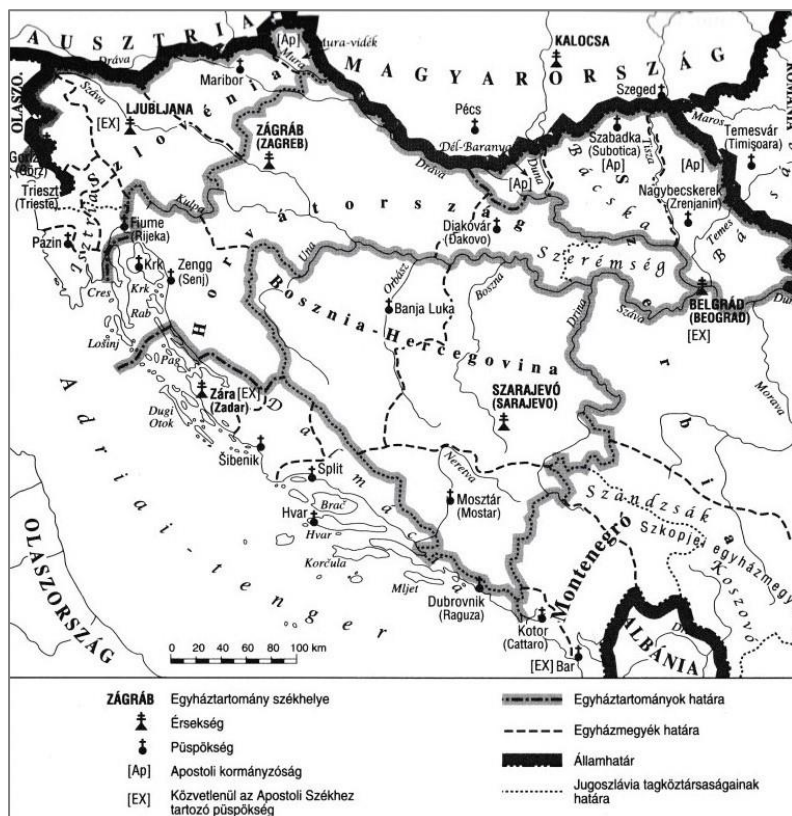 AUSZTRIA
[Ap]
Mura-vidék
KALOCSA
Dráva
Mura
Maribor
MAGYARORSZÁG
ROMÁNIA
OLASZO.
Száva
LJUBLJANA
[EX]
Szlovénia
ZÁGRÁB
(ZAGREB)
Pécs
Szeged
Maros
Gorizia
(Görz)
Trieszt
(Trieste)
Dél-Baranya
Dráva
Duna
[Ap]
Szabadka
(Subotica)
[Ap]
Tisza
[Ap]
Temesvár
(Timişoara)
Bácska
Nagybecskerek
(Zrenjanin)
Temes
Isztria
Kulpa
Horvátország
Fiume
(Rijeka)
Pazin
Diakóvár
(Đakovo)
Szerémség
Krk
Krk
Zengg
(Senj)
Cres
Rab
Una
Orbász
Boszna
Drina
Száva
BELGRÁD
(BEOGRAD)
[EX]
Lošinj
Banja Luka
Bosznia-Hercegovina
Morava
Pag
Zára [EX]
(Zadar)
Dugi
Otok
Dalmácia
SZARAJEVÓ
(SARAJEVO)
Adriai-tenger
Šibenik
Split
Neretva
Hvar
Brač
Hvar
Mosztár
(Mostar)
Szandzsák
Szkopjei egyházmegye
Koszovó
Montenegró
Korčula
Mljet
OLASZORSZÁG
Dubrovnik
(Raguza)
Kotor
(Cattaro)
[EX] Bar
ALBÁNIA
0 20 40 60 80 100 km
ZÁGRÁB Egyháztartomány székhelye
Érsekség
Püspökség
[Ap] Apostoli kormányzóság
[EX] Közvetlenül az Apostoli Székhez
tartozó püspökség
Egyháztartományok határa
Egyházmegyék határa
Államhatár
Jugoszlávia tagköztársaságainak
határa